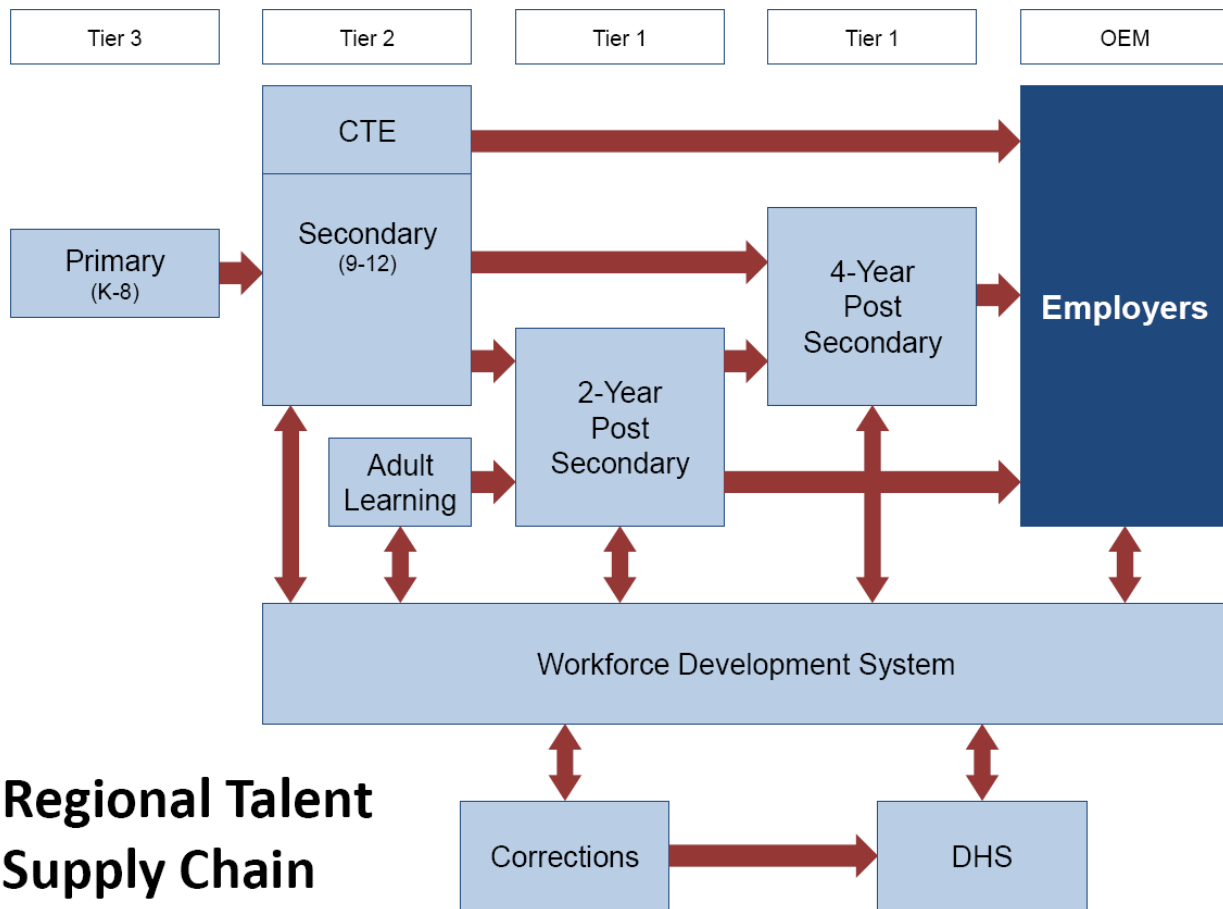 Tier 3
Tier 2
Tier 1
Tier 1
OEM
CTE
Secondary
(9-12)
Primary
(K-8)
4-Year
Post
Secondary
Employers
2-Year
Post
Secondary
Adult
Learning
Workforce Development System
Regional Talent
Supply Chain
Corrections
DHS